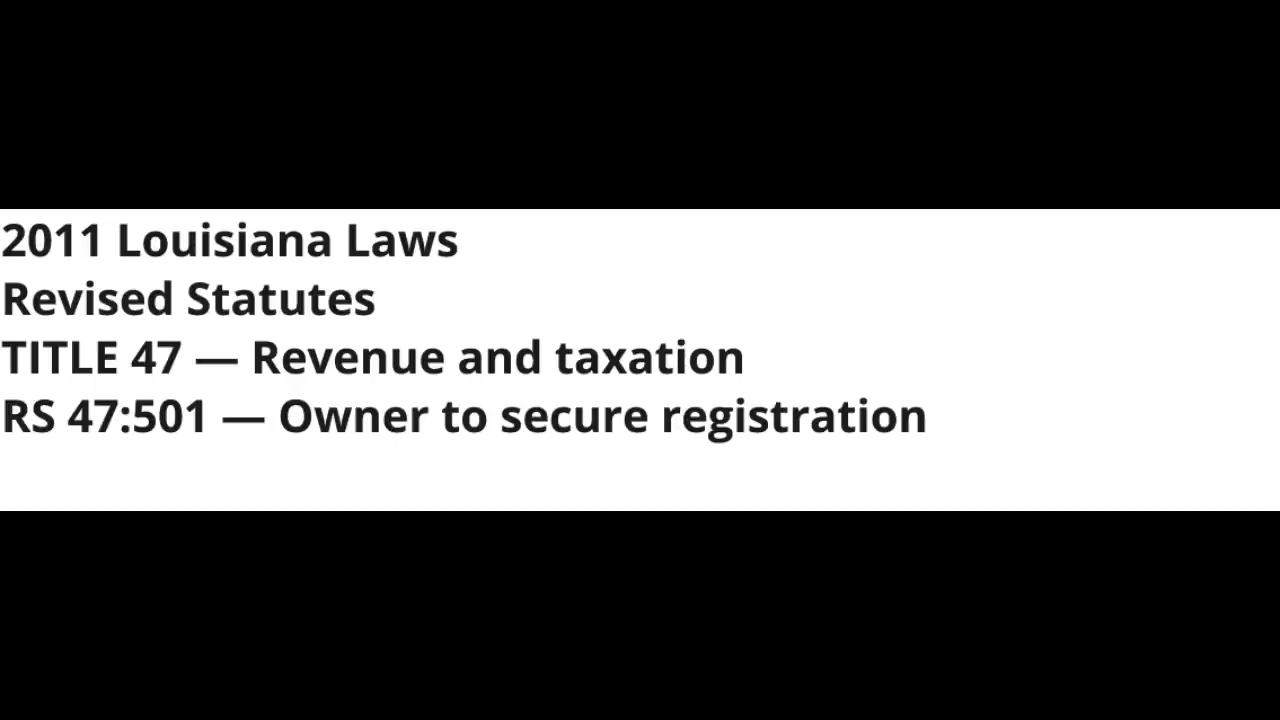 2011 Louisiana Laws
Revised Statutes
TITLE 47 — Revenue and taxation
RS 47:501 — Owner to secure registration